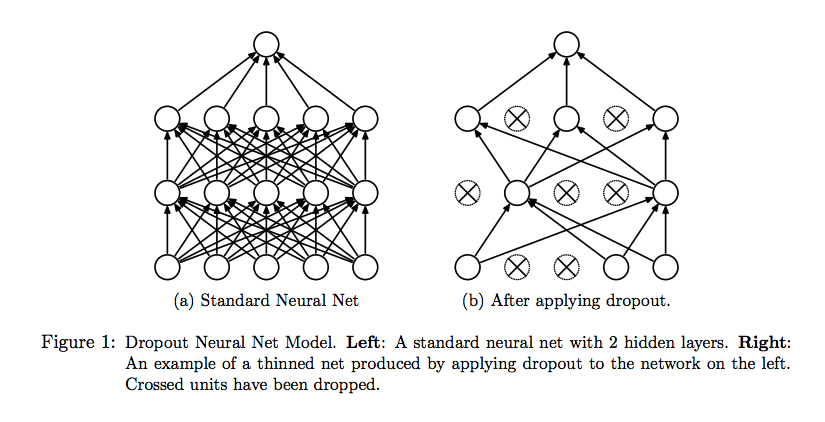 (a) Standard Neural Net
(b) After applying dropout.
Figure 1: Dropout Neural Net Model. Left: A standard neural net with 2 hidden layers. Right:
An example of a thinned net produced by applying dropout to the network on the left.
Crossed units have been dropped.